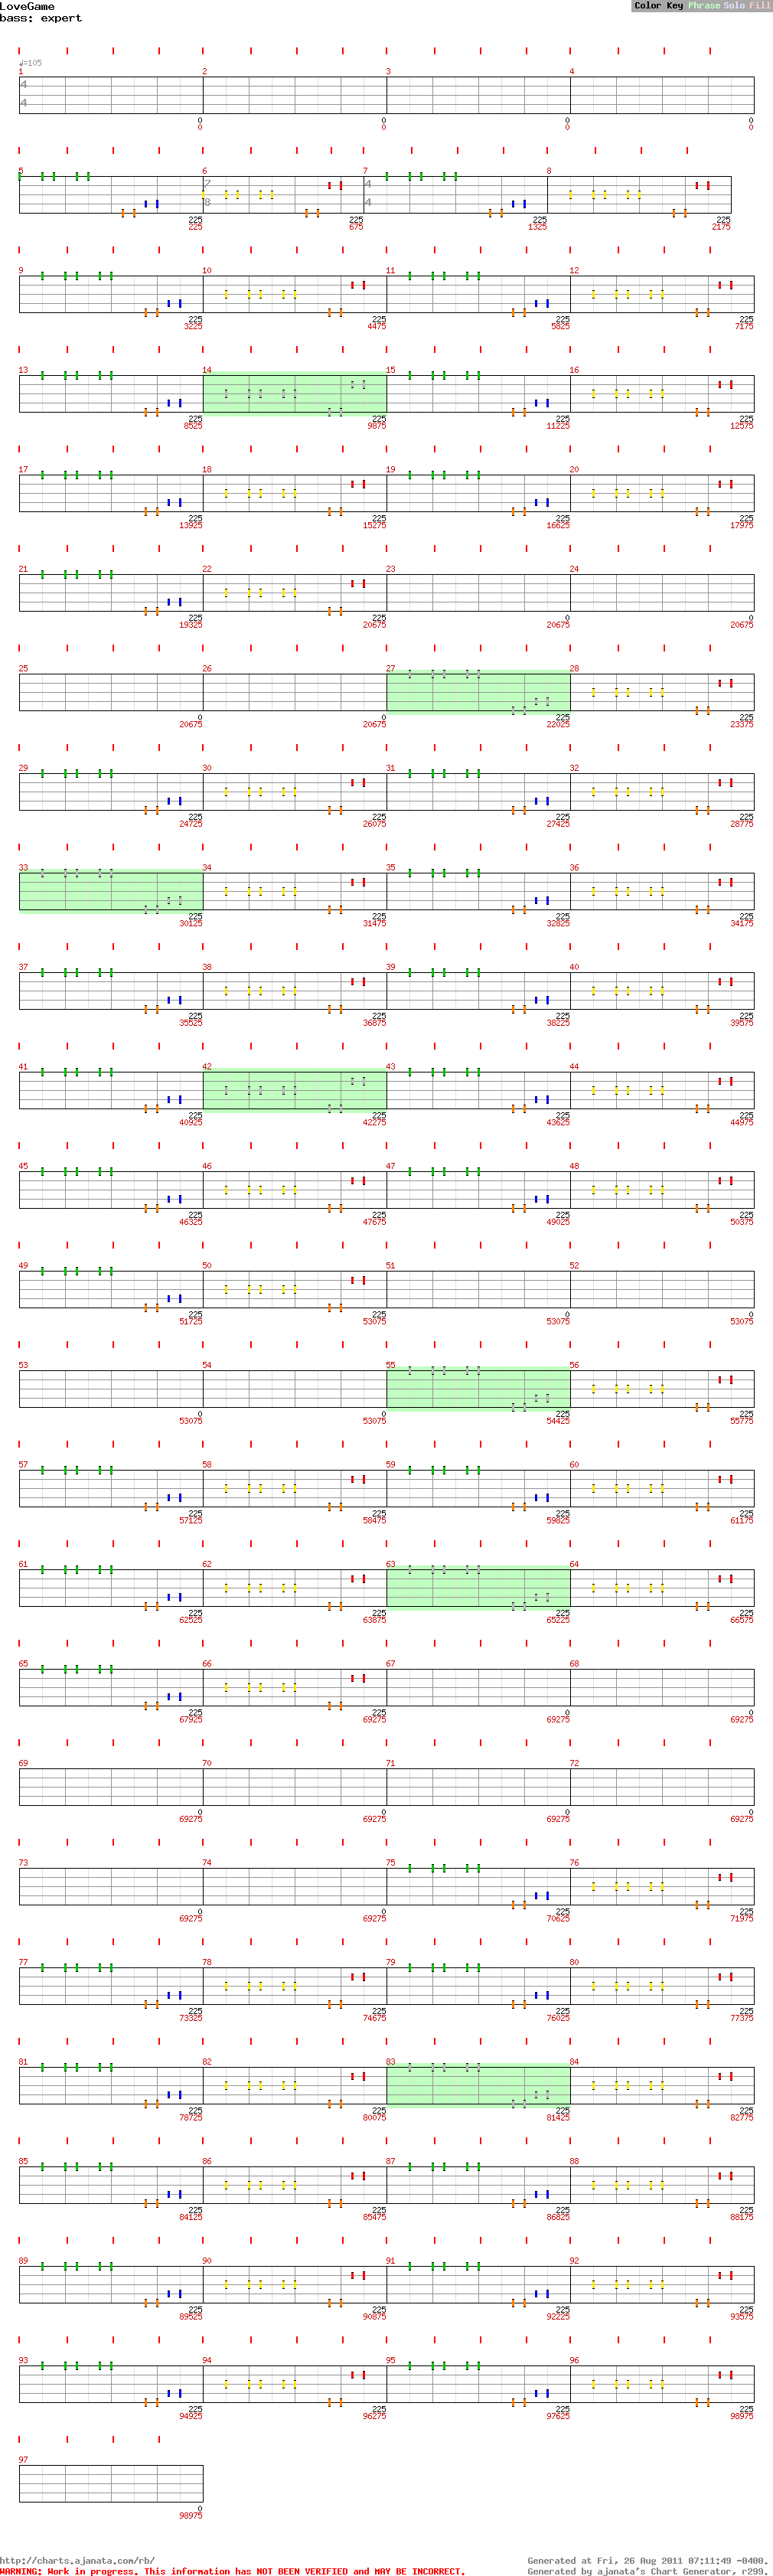 LoveGame
bass: expert
Color Key Phrase Solo Fill
♩=105
1 2 3 4
4
4
0 0 0 0
0 0 0 0
5 6 7 8
7 4
8 4
225 225 225 225
225 675 1325 2175
9 10 11 12
225 225 225 225
3225 4475 5825 7175
13 14 15 16
225 225 225 225
8525 9875 11225 12575
17 18 19 20
225 225 225 225
13925 15275 16625 17975
21 22 23 24
225 225 0 0
19325 20675 20675 20675
25 26 27 28
0 0 225 225
20675 20675 22025 23375
29 30 31 32
225 225 225 225
24725 26075 27425 28775
33 34 35 36
225 225 225 225
30125 31475 32825 34175
37 38 39 40
225 225 225 225
35525 36875 38225 39575
41 42 43 44
225 225 225 225
40925 42275 43625 44975
45 46 47 48
225 225 225 225
46325 47675 49025 50375
49 50 51 52
225 225 0 0
51725 53075 53075 53075
53 54 55 56
0 0 225 225
53075 53075 54425 55775
57 58 59 60
225 225 225 225
57125 58475 59825 61175
61 62 63 64
225 225 225 225
62525 63875 65225 66575
65 66 67 68
225 225 0 0
67925 69275 69275 69275
69 70 71 72
0 0 0 0
69275 69275 69275 69275
73 74 75 76
0 0 225 225
69275 69275 70625 71975
77 78 79 80
225 225 225 225
73325 74675 76025 77375
81 82 83 84
225 225 225 225
78725 80075 81425 82775
85 86 87 88
225 225 225 225
84125 85475 86825 88175
89 90 91 92
225 225 225 225
89525 90875 92225 93575
93 94 95 96
225 225 225 225
94925 96275 97625 98975
97
0
98975
http://charts.ajanata.com/rb/ Generated at Fri, 26 Aug 2011 07:11:49 -0400.
WARNING: Work in progress. This information has NOT BEEN VERIFIED and MAY BE INCORRECT. Generated by ajanata's Chart Generator, r299.